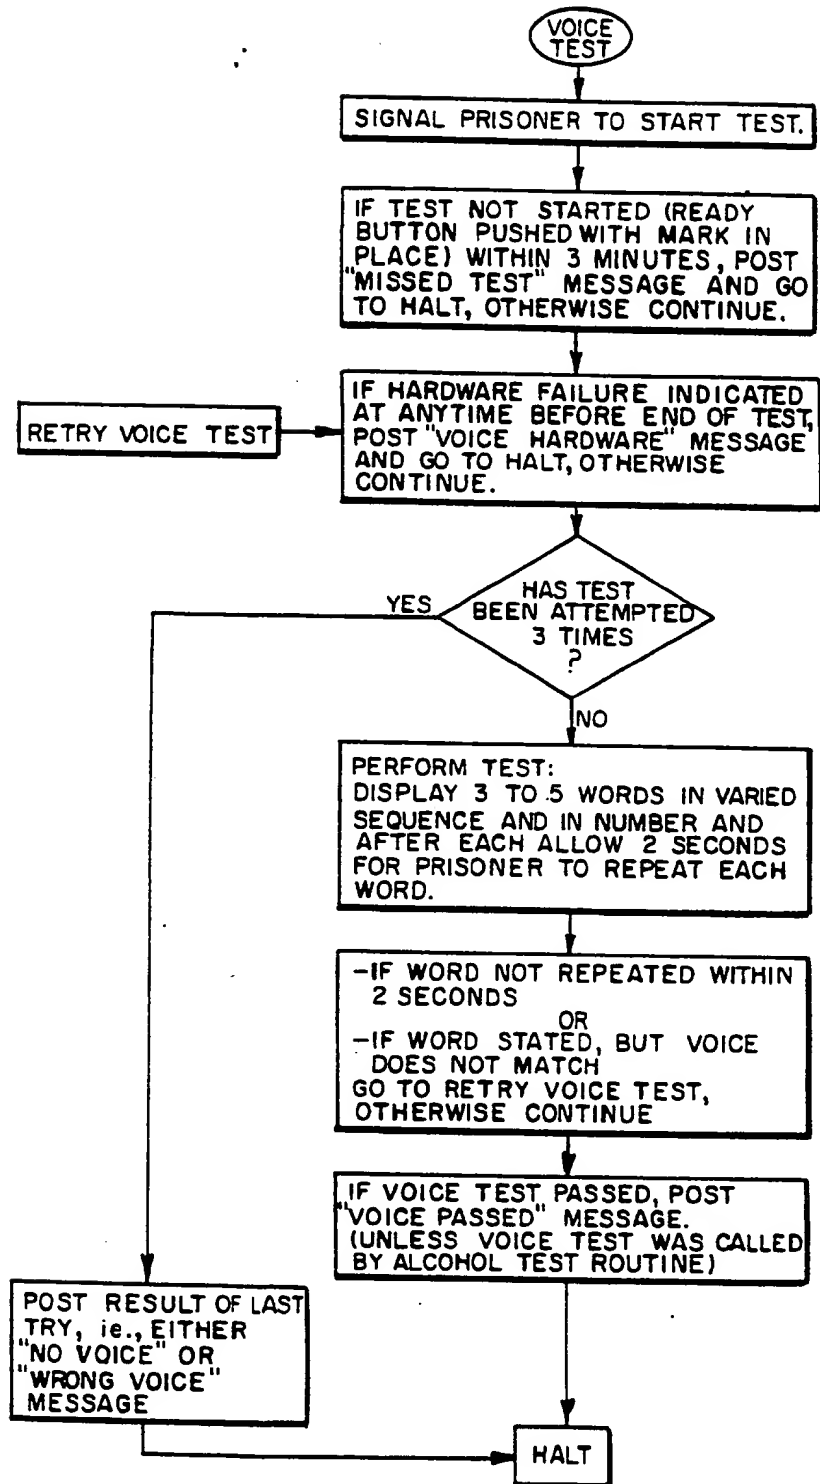 VOICE
TEST
SIGNAL PRISONER TO START TEST.
IF TEST NOT STARTED (READY
BUTTON PUSHED WITH MARK IN
PLACE) WITHIN 3 MINUTES, POST
"MISSED TEST" MESSAGE AND GO
TO HALT, OTHERWISE CONTINUE.
RETRY VOICE TEST
IF HARDWARE FAILURE INDICATED
AT ANYTIME BEFORE END OF TEST,
POST "VOICE HARDWARE" MESSAGE
AND GO TO HALT, OTHERWISE
CONTINUE.
YES
HAS TEST
BEEN ATTEMPTED
3 TIMES
?
NO
PERFORM TEST:
DISPLAY 3 TO 5 WORDS IN VARIED
SEQUENCE AND IN NUMBER AND
AFTER EACH ALLOW 2 SECONDS
FOR PRISONER TO REPEAT EACH
WORD.
-IF WORD NOT REPEATED WITHIN
2 SECONDS
OR
-IF WORD STATED, BUT VOICE
DOES NOT MATCH
GO TO RETRY VOICE TEST,
OTHERWISE CONTINUE
IF VOICE TEST PASSED, POST
"VOICE PASSED" MESSAGE.
(UNLESS VOICE TEST WAS CALLED
BY ALCOHOL TEST ROUTINE)
POST RESULT OF LAST
TRY, ie., EITHER
"NO VOICE" OR
"WRONG VOICE"
MESSAGE
HALT